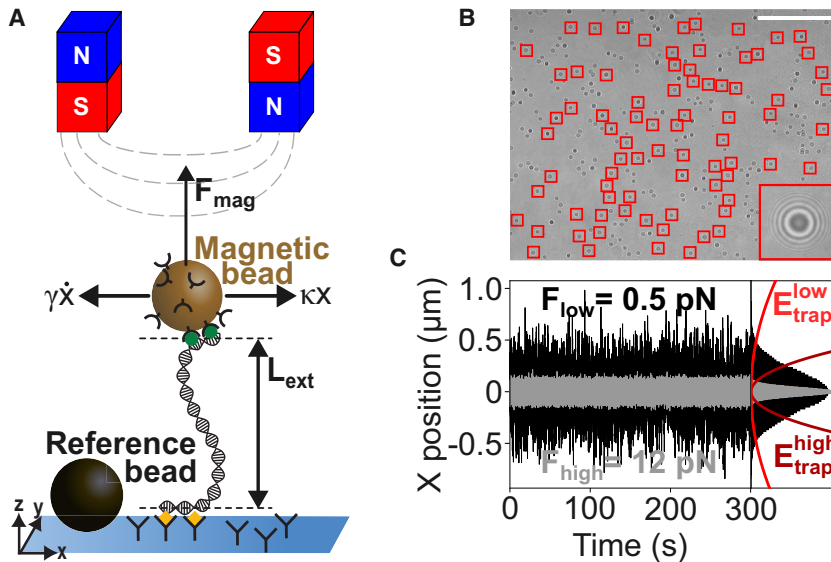 A
N
S
S
N
F_mag
Magnetic
bead
γẋ
κx
L_ext
Reference
bead
z
y
x
B
C
1.0
0.5
0
-0.5
X position (μm)
F_low = 0.5 pN
F_high = 12 pN
E_trap^low
E_trap^high
0
100
200
300
Time (s)